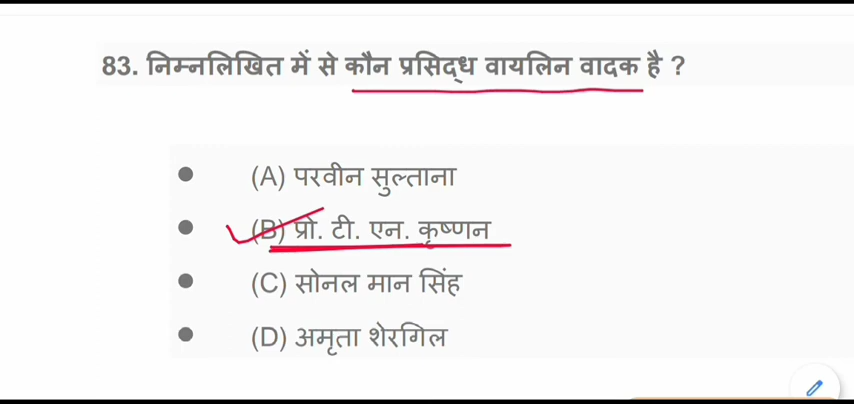 83. निम्नलिखित में से कौन प्रसिद्ध वायलिन वादक है ?
(A) परवीन सुल्ताना
(B) प्रो. टी. एन. कृष्णन
(C) सोनल मान सिंह
(D) अमृता शेरगिल